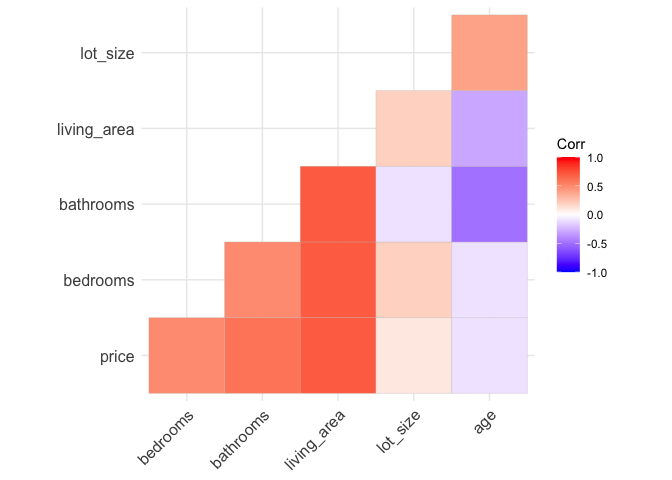 lot_size
living_area
bathrooms
bedrooms
price
bedrooms
bathrooms
living_area
lot_size
age
Corr
1.0
0.5
0.0
-0.5
-1.0